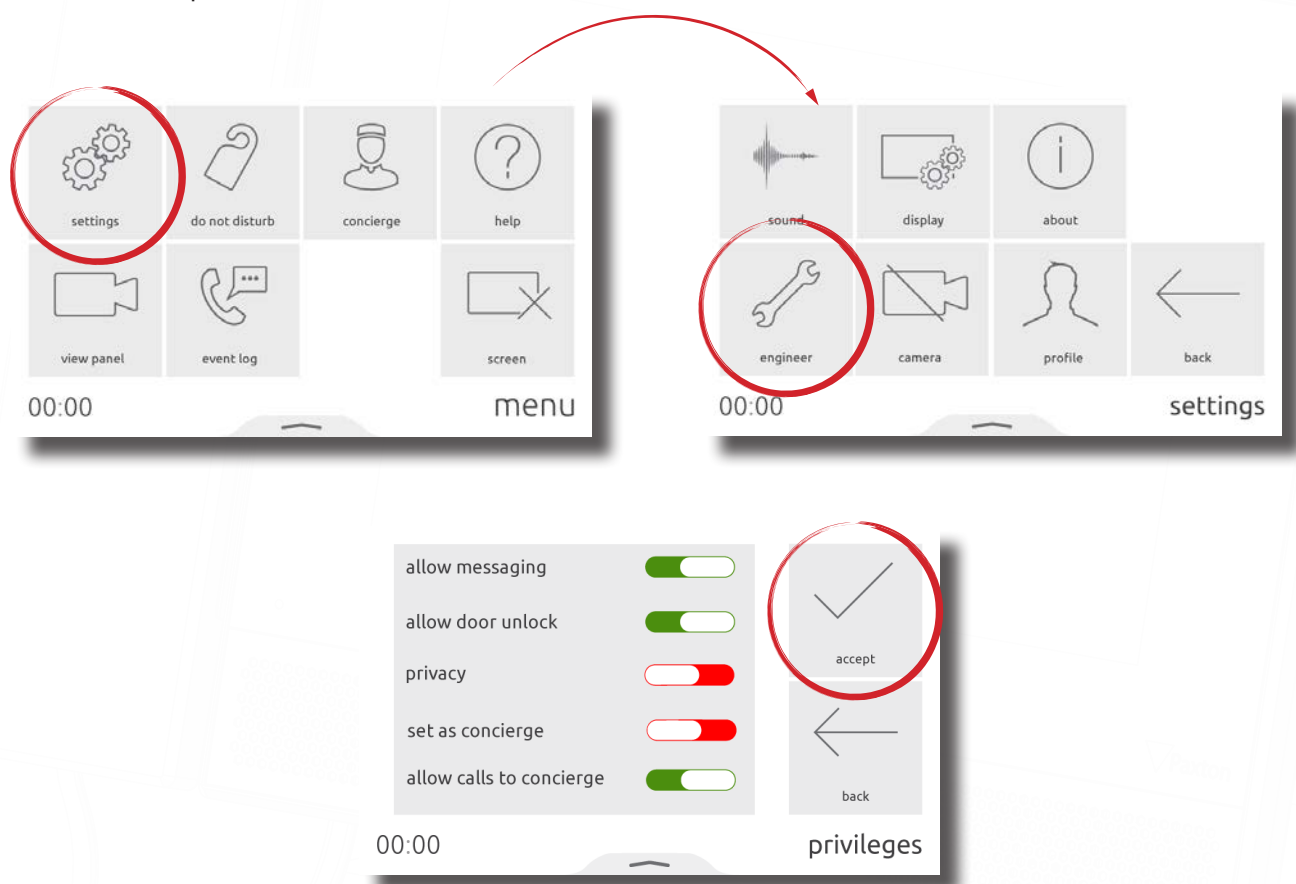 settings do not disturb concierge help
view panel event log screen
00:00 menu
sound display about
engineer camera profile back
00:00 settings
allow messaging
allow door unlock
privacy
set as concierge
allow calls to concierge
accept
back
00:00 privileges